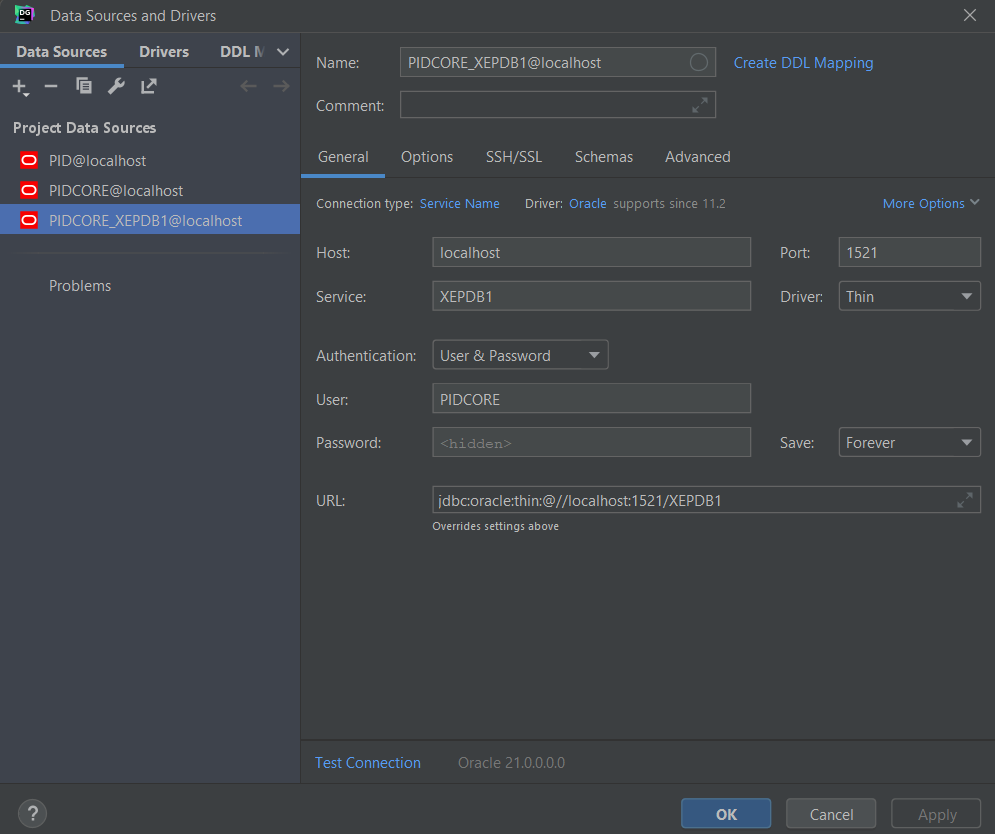 DG Data Sources and Drivers
Data Sources Drivers DDL M
Project Data Sources
PID@localhost
PIDCORE@localhost
PIDCORE_XEPDB1@localhost
Problems
Name: PIDCORE_XEPDB1@localhost Create DDL Mapping
Comment:
General Options SSH/SSL Schemas Advanced
Connection type: Service Name Driver: Oracle supports since 11.2 More Options
Host: localhost Port: 1521
Service: XEPDB1 Driver: Thin
Authentication: User & Password
User: PIDCORE
Password: <hidden> Save: Forever
URL: jdbc:oracle:thin:@//localhost:1521/XEPDB1
Overrides settings above
Test Connection Oracle 21.0.0.0.0
? OK Cancel Apply